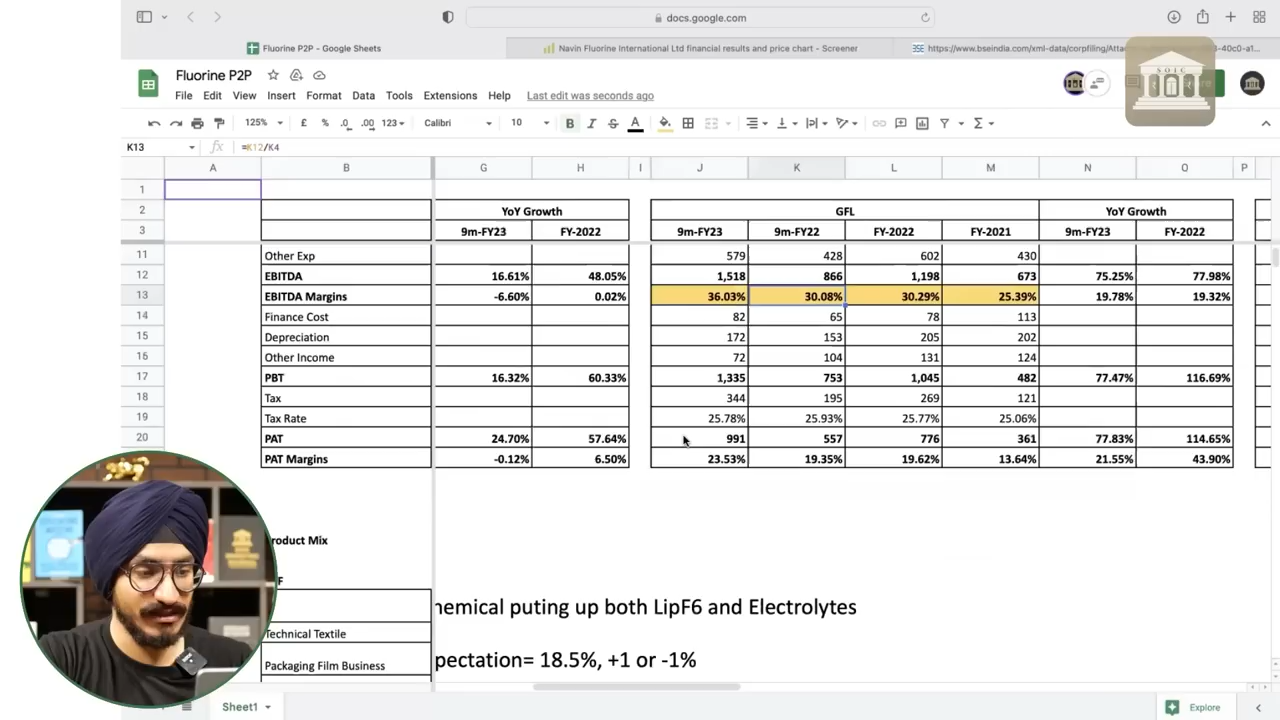 docs.google.com
Fluorine P2P - Google Sheets
Navin Fluorine International Ltd financial results and price chart - Screener
BSE https://www.bseindia.com/xml-data/corpfiling/
40c0-a1...
Fluorine P2P
SOIC
File Edit View Insert Format Data Tools Extensions Help Last edit was seconds ago
125% £ % .0 .00 123 Calibri 10 B I S A
K13 fx =K12/K4
A B G H I J K L M N O P
1
2 YoY Growth GFL YoY Growth
3 9m-FY23 FY-2022 9m-FY23 9m-FY22 FY-2022 FY-2021 9m-FY23 FY-2022
11 Other Exp 579 428 602 430
12 EBITDA 16.61% 48.05% 1,518 866 1,198 673 75.25% 77.98%
13 EBITDA Margins -6.60% 0.02% 36.03% 30.08% 30.29% 25.39% 19.78% 19.32%
14 Finance Cost 82 65 78 113
15 Depreciation 172 153 205 202
16 Other Income 72 104 131 124
17 PBT 16.32% 60.33% 1,335 753 1,045 482 77.47% 116.69%
18 Tax 344 195 269 121
19 Tax Rate 25.78% 25.93% 25.77% 25.06%
20 PAT 24.70% 57.64% 991 557 776 361 77.83% 114.65%
PAT Margins -0.12% 6.50% 23.53% 19.35% 19.62% 13.64% 21.55% 43.90%
roduct Mix
F
hemical puting up both LipF6 and Electrolytes
Technical Textile
pectation= 18.5%, +1 or -1%
Packaging Film Business
Sheet1
Explore